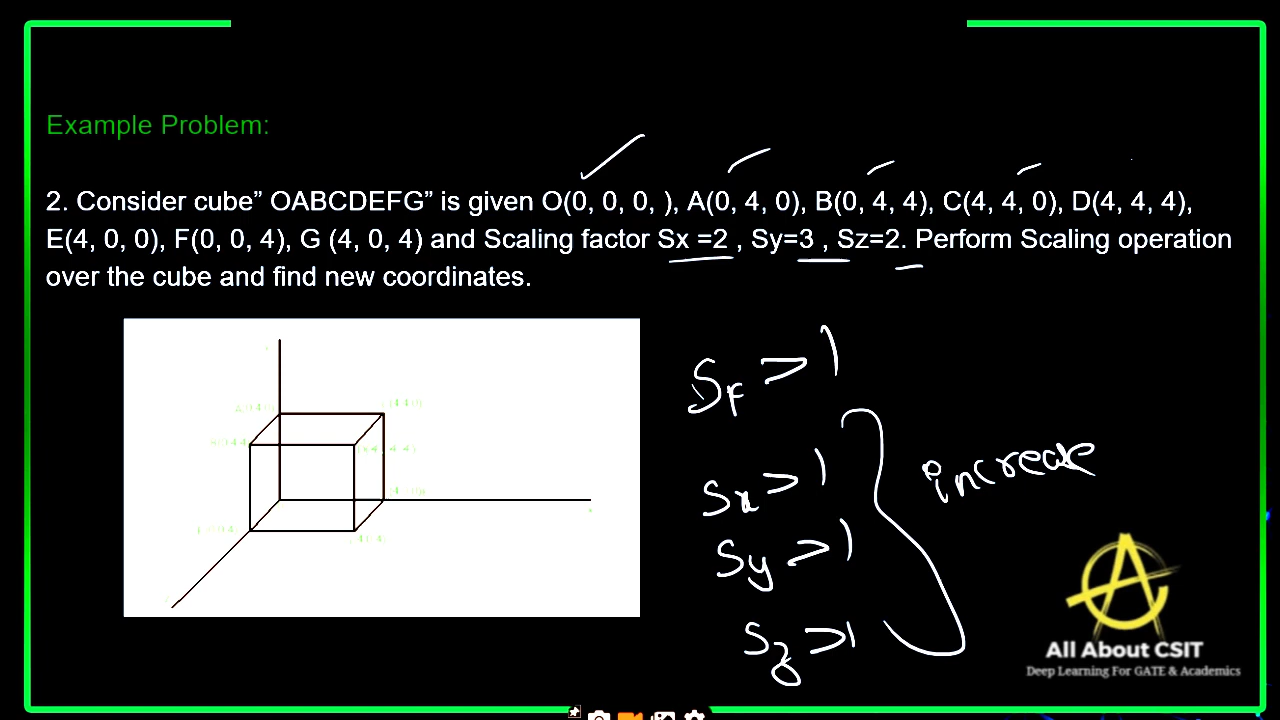 Example Problem:
2. Consider cube” OABCDEFG” is given O(0, 0, 0, ), A(0, 4, 0), B(0, 4, 4), C(4, 4, 0), D(4, 4, 4),
E(4, 0, 0), F(0, 0, 4), G (4, 0, 4) and Scaling factor Sx =2 , Sy=3 , Sz=2. Perform Scaling operation
over the cube and find new coordinates.
SF > 1
Sx > 1
Sy > 1
Sz > 1
increase
All About CSIT
Deep Learning For GATE & Academics